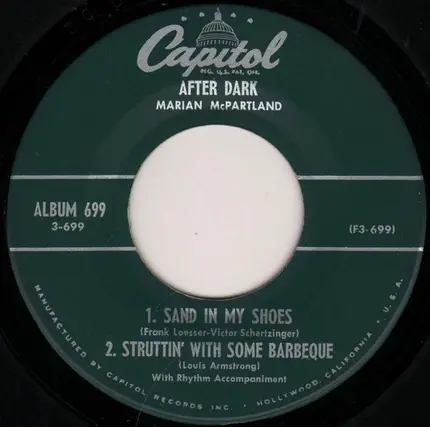 Capitol
REG. U.S. PAT. OFF.
AFTER DARK
MARIAN McPARTLAND
ALBUM 699
3-699
(F3-699)
1. SAND IN MY SHOES
(Frank Loesser-Victor Schertzinger)
2. STRUTTIN' WITH SOME BARBEQUE
(Louis Armstrong)
With Rhythm Accompaniment
MANUFACTURED BY CAPITOL RECORDS INC. • HOLLYWOOD, CALIFORNIA • U.S.A.